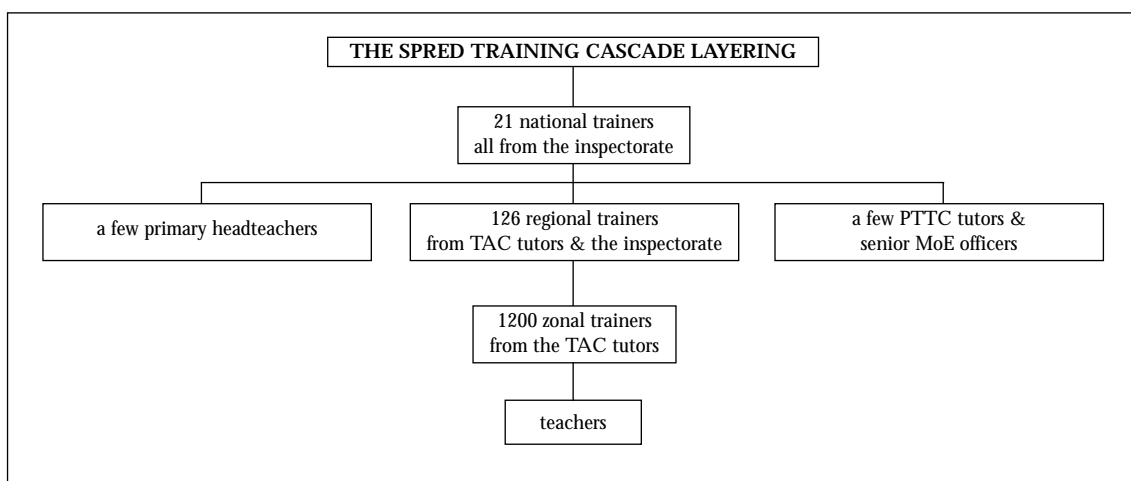 THE SPRED TRAINING CASCADE LAYERING
21 national trainers
all from the inspectorate
a few primary headteachers
126 regional trainers
from TAC tutors & the inspectorate
a few PTTC tutors &
senior MoE officers
1200 zonal trainers
from the TAC tutors
teachers